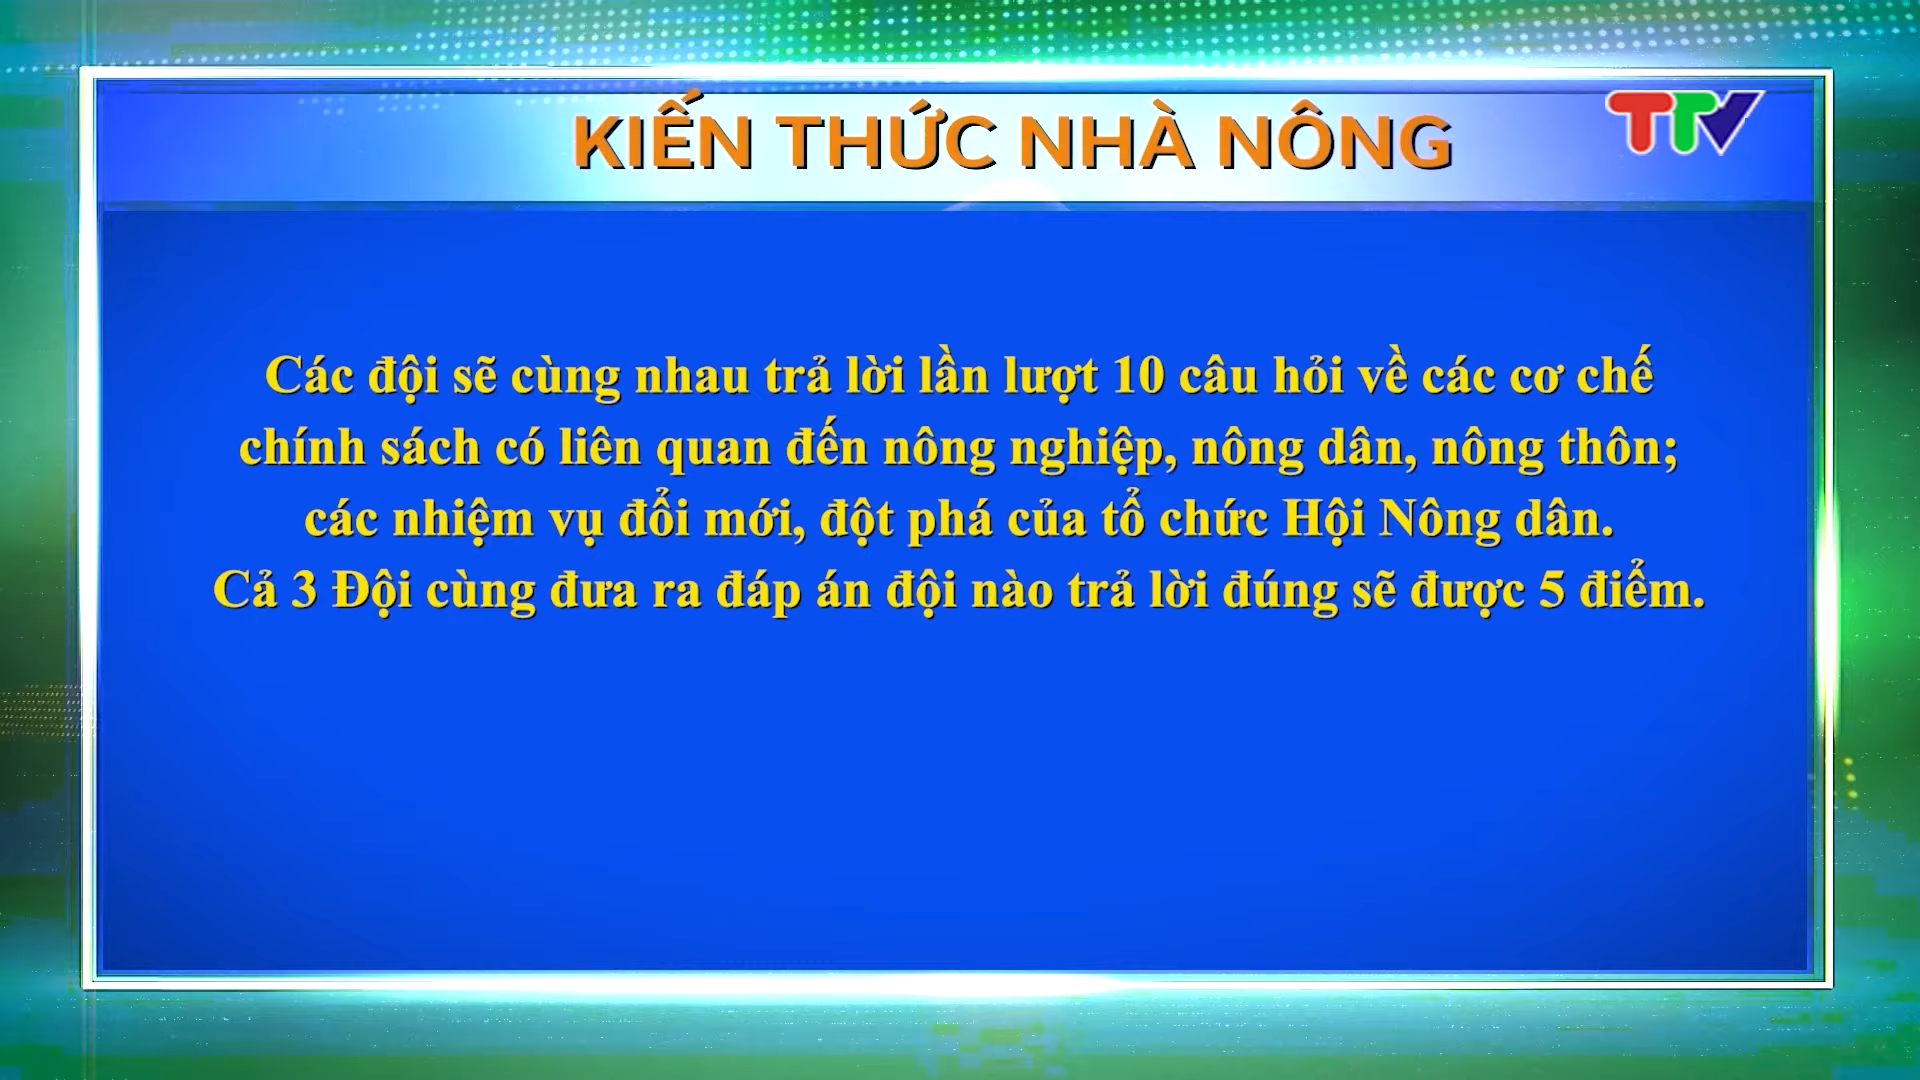 KIẾN THỨC NHÀ NÔNG
TTV
Các đội sẽ cùng nhau trả lời lần lượt 10 câu hỏi về các cơ chế
chính sách có liên quan đến nông nghiệp, nông dân, nông thôn;
các nhiệm vụ đổi mới, đột phá của tổ chức Hội Nông dân.
Cả 3 Đội cùng đưa ra đáp án đội nào trả lời đúng sẽ được 5 điểm.